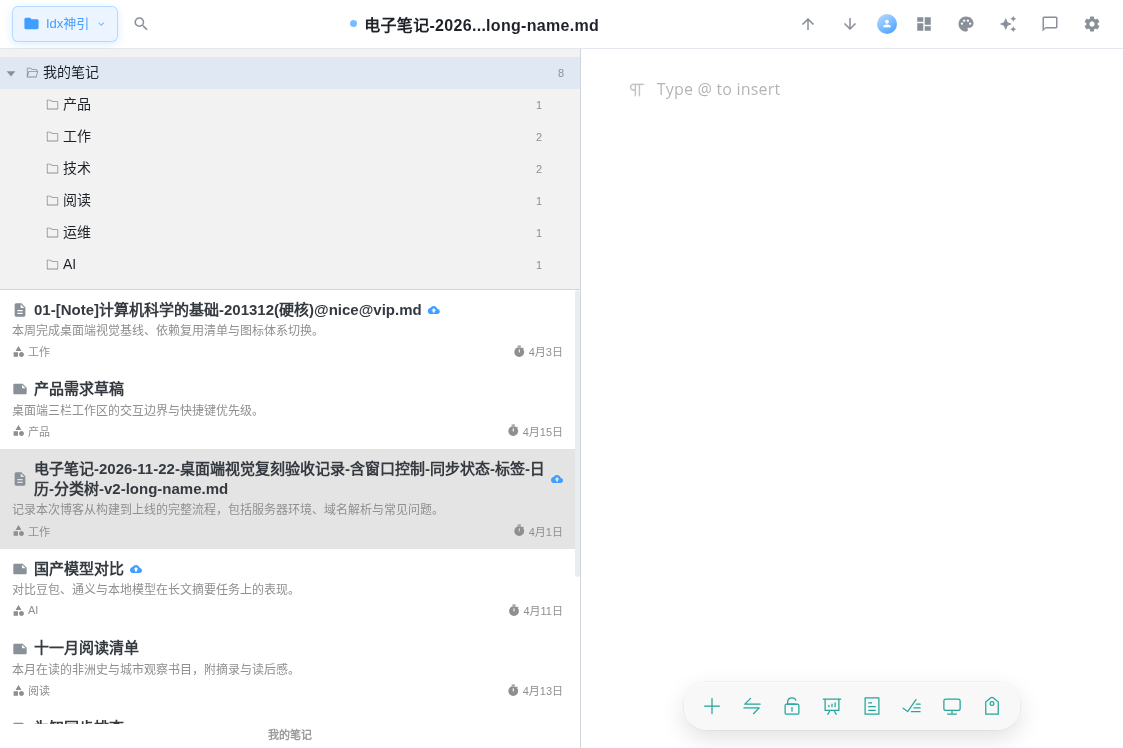 Idx神引
电子笔记-2026...long-name.md
我的笔记 8
产品 1
工作 2
技术 2
阅读 1
运维 1
AI 1
01-[Note]计算机科学的基础-201312(硬核)@nice@vip.md
本周完成桌面端视觉基线、依赖复用清单与图标体系切换。
工作 4月3日
产品需求草稿
桌面端三栏工作区的交互边界与快捷键优先级。
产品 4月15日
电子笔记-2026-11-22-桌面端视觉复刻验收记录-含窗口控制-同步状态-标签-日
历-分类树-v2-long-name.md
记录本次博客从构建到上线的完整流程，包括服务器环境、域名解析与常见问题。
工作 4月1日
国产模型对比
对比豆包、通义与本地模型在长文摘要任务上的表现。
AI 4月11日
十一月阅读清单
本月在读的非洲史与城市观察书目，附摘录与读后感。
阅读 4月13日
我的笔记
Type @ to insert